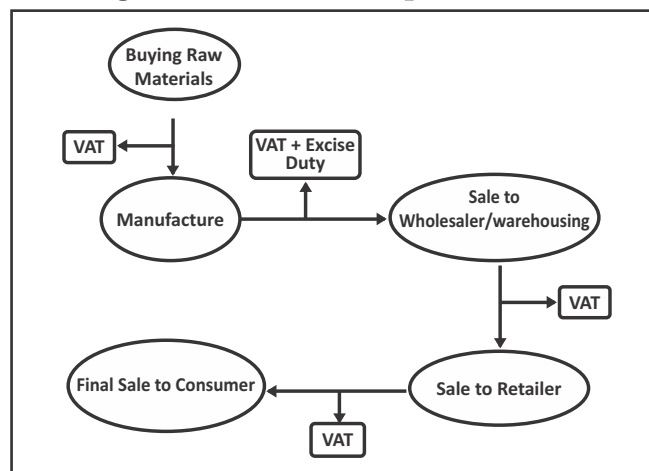 Buying Raw
Materials
VAT
VAT + Excise
Duty
Manufacture
Sale to
Wholesaler/warehousing
VAT
Final Sale to Consumer
Sale to Retailer
VAT